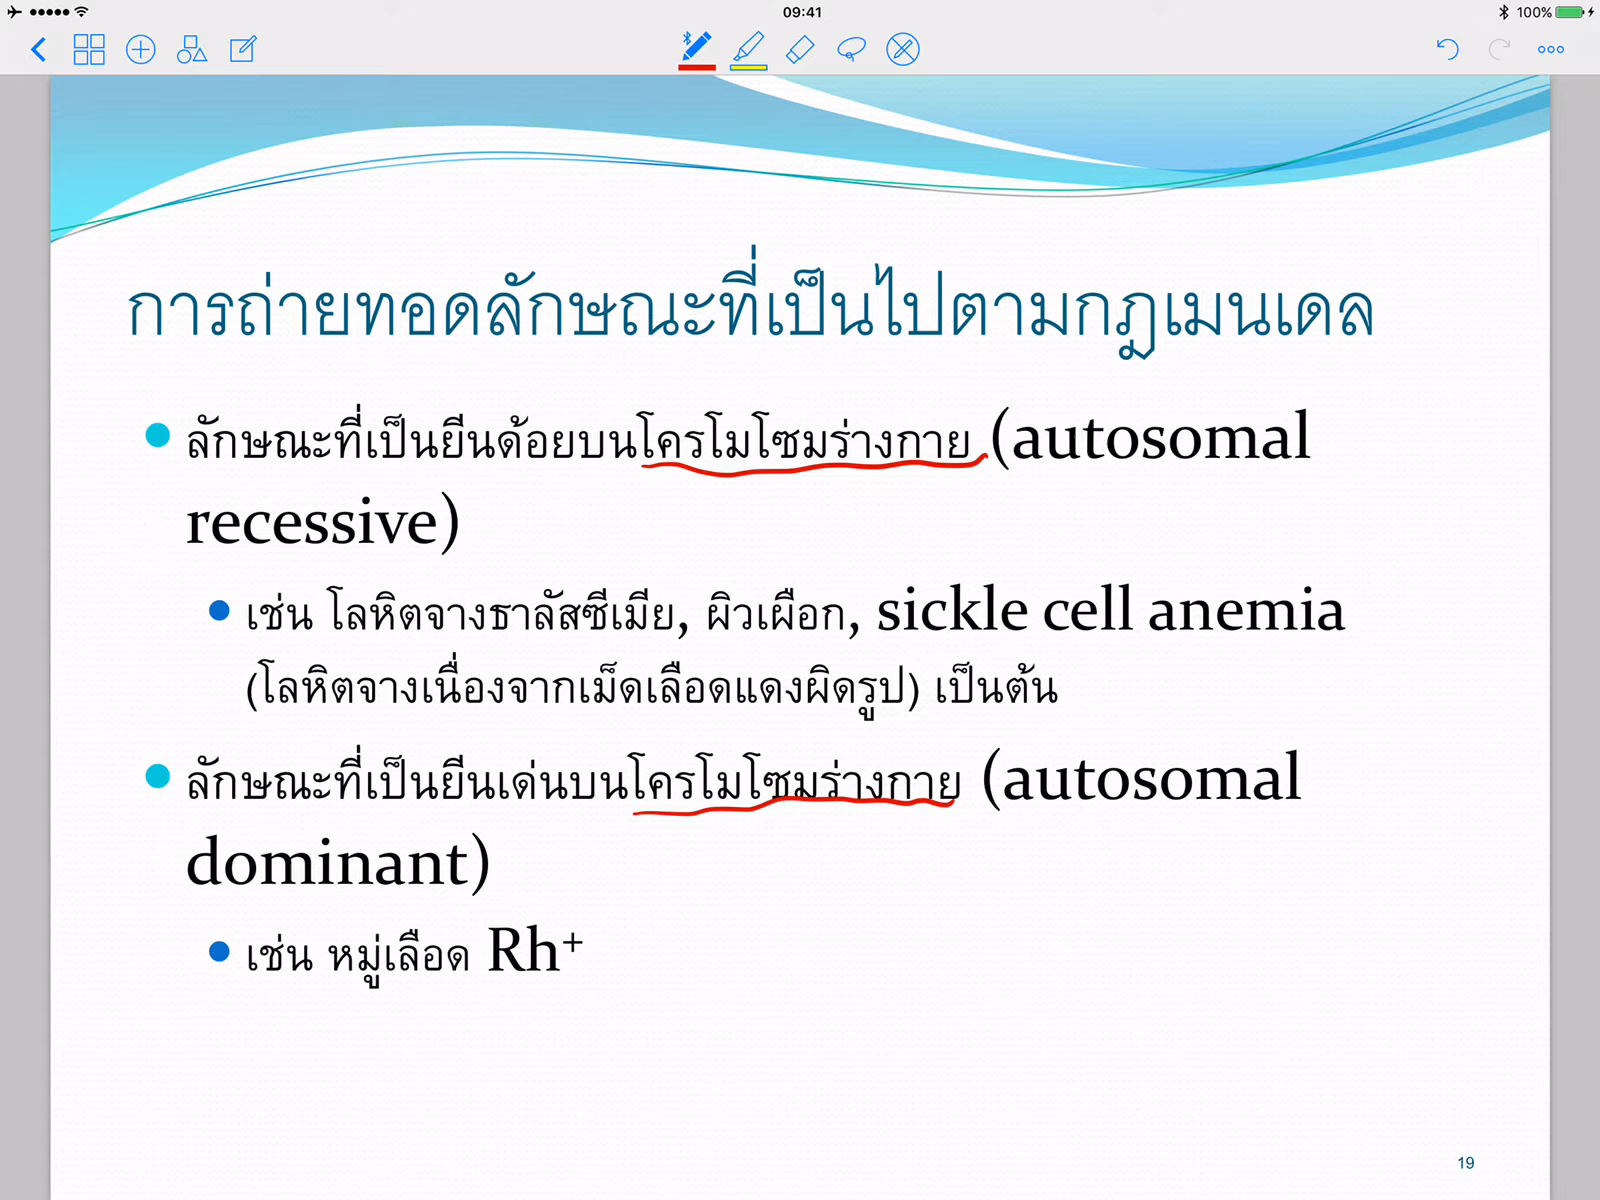 09:41
100%
การถ่ายทอดลักษณะที่เป็นไปตามกฎเมนเดล
ลักษณะที่เป็นยีนด้อยบนโครโมโซมร่างกาย (autosomal
recessive)
เช่น โลหิตจางธาลัสซีเมีย, ผิวเผือก, sickle cell anemia
(โลหิตจางเนื่องจากเม็ดเลือดแดงผิดรูป) เป็นต้น
ลักษณะที่เป็นยีนเด่นบนโครโมโซมร่างกาย (autosomal
dominant)
เช่น หมู่เลือด Rh⁺
19